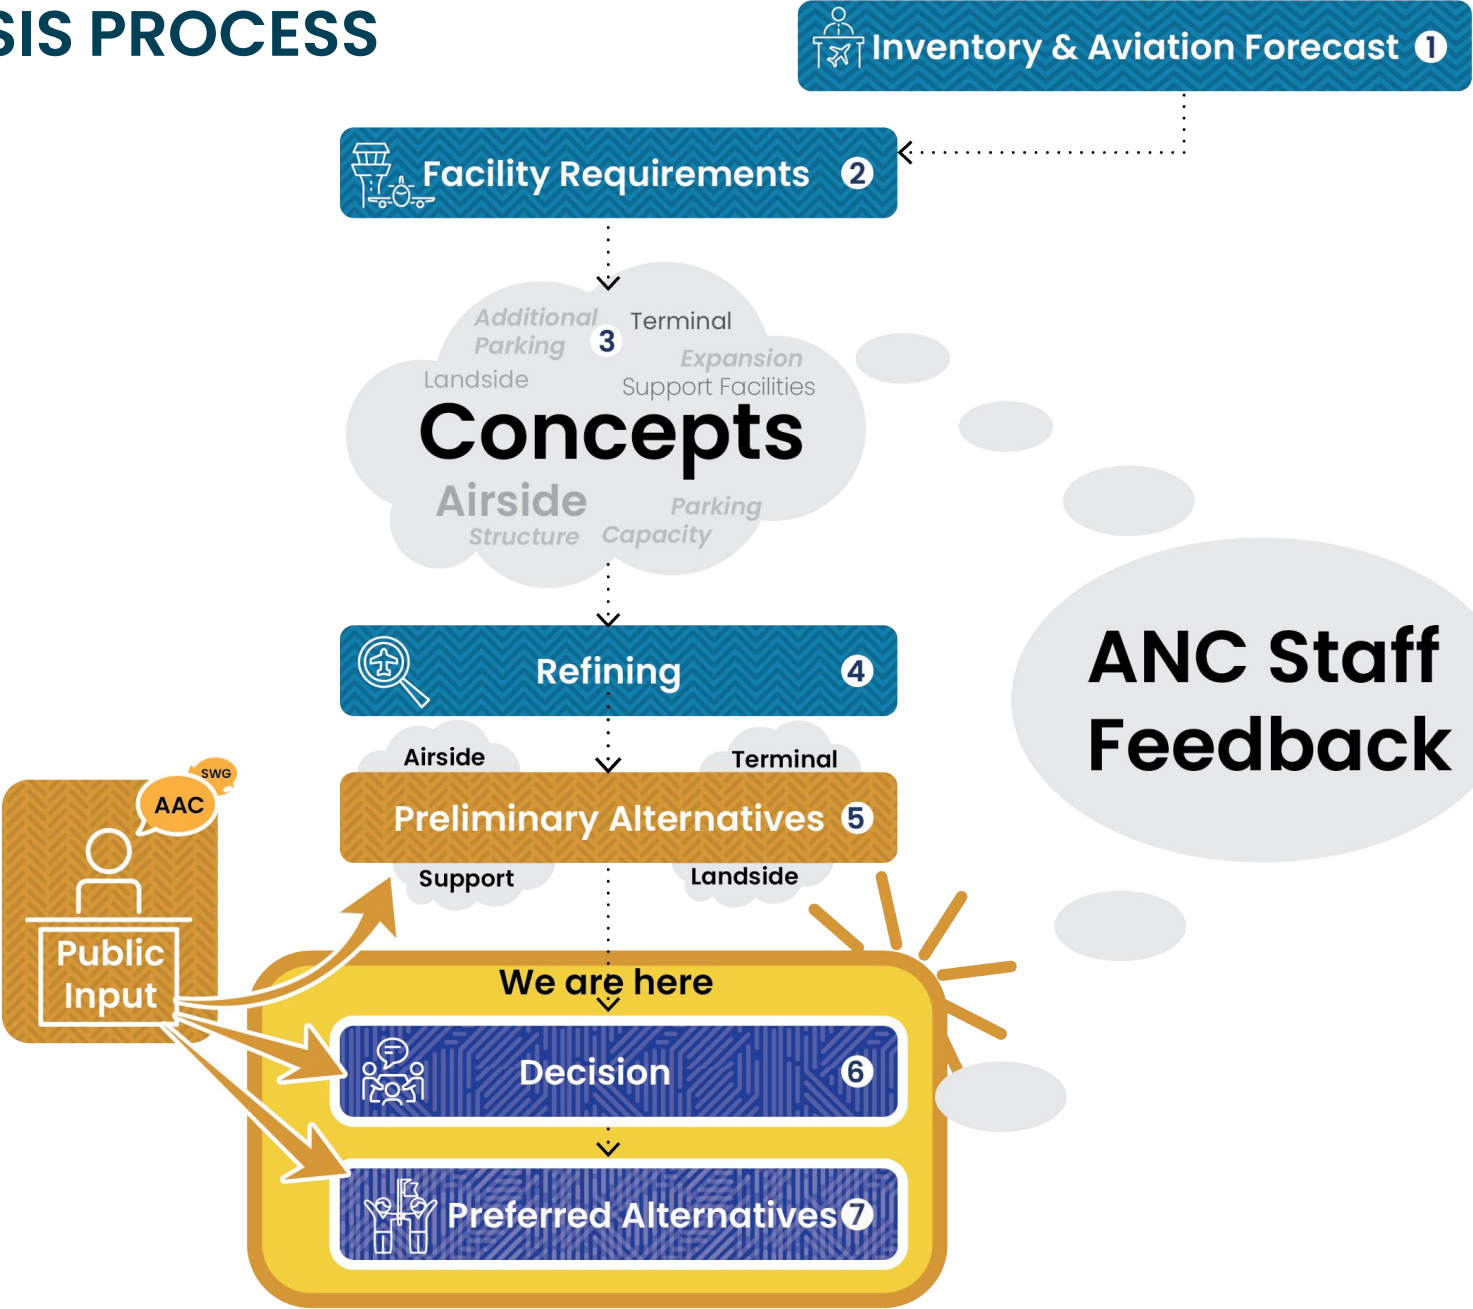 SIS PROCESS
Inventory & Aviation Forecast 1
Facility Requirements 2
Additional
Parking
3
Terminal
Expansion
Landside
Support Facilities
Concepts
Airside
Parking
Structure
Capacity
ANC Staff
Feedback
Refining 4
Airside
Terminal
Preliminary Alternatives 5
Support
Landside
SWG
AAC
Public
Input
We are here
Decision 6
Preferred Alternatives 7